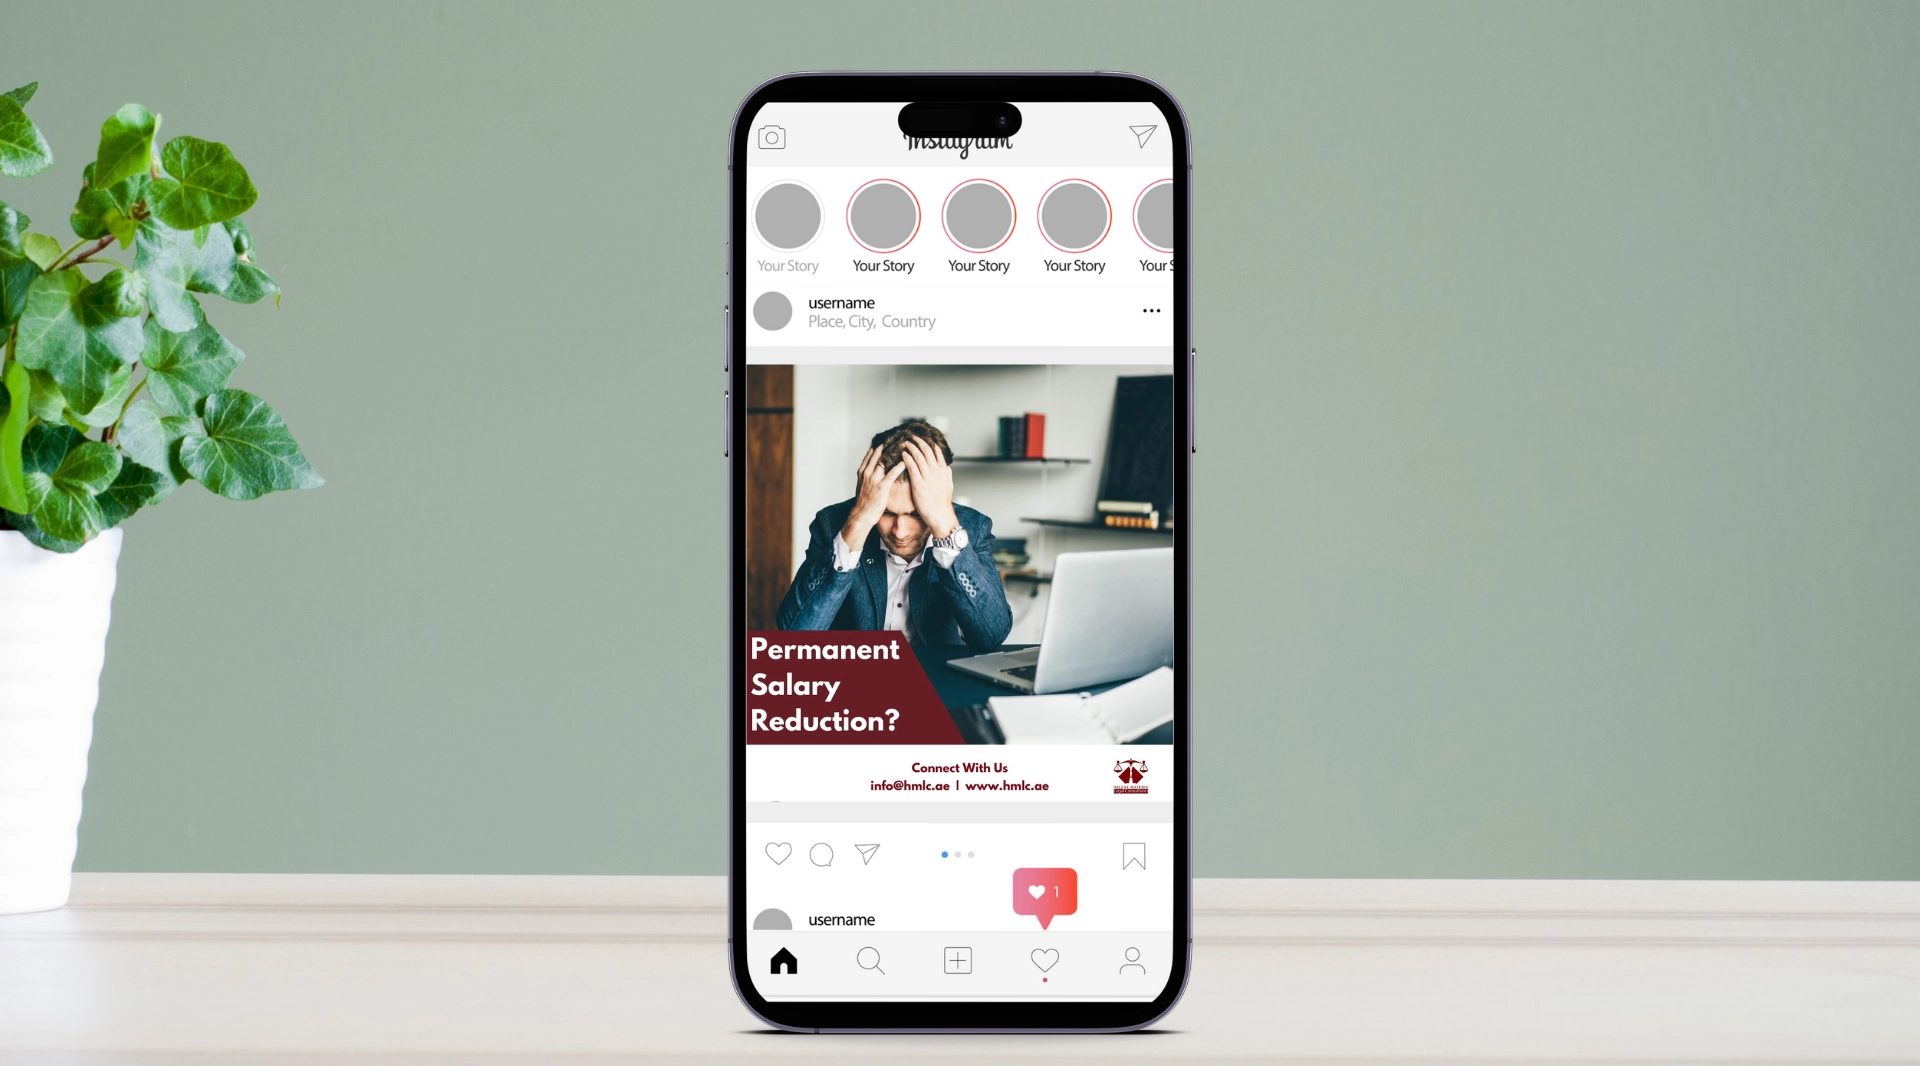 Instagram
Your Story
Your Story
Your Story
Your Story
Your S
username
Place, City, Country
Permanent
Salary
Reduction?
Connect With Us
info@hmlc.ae | www.hmlc.ae
1
username